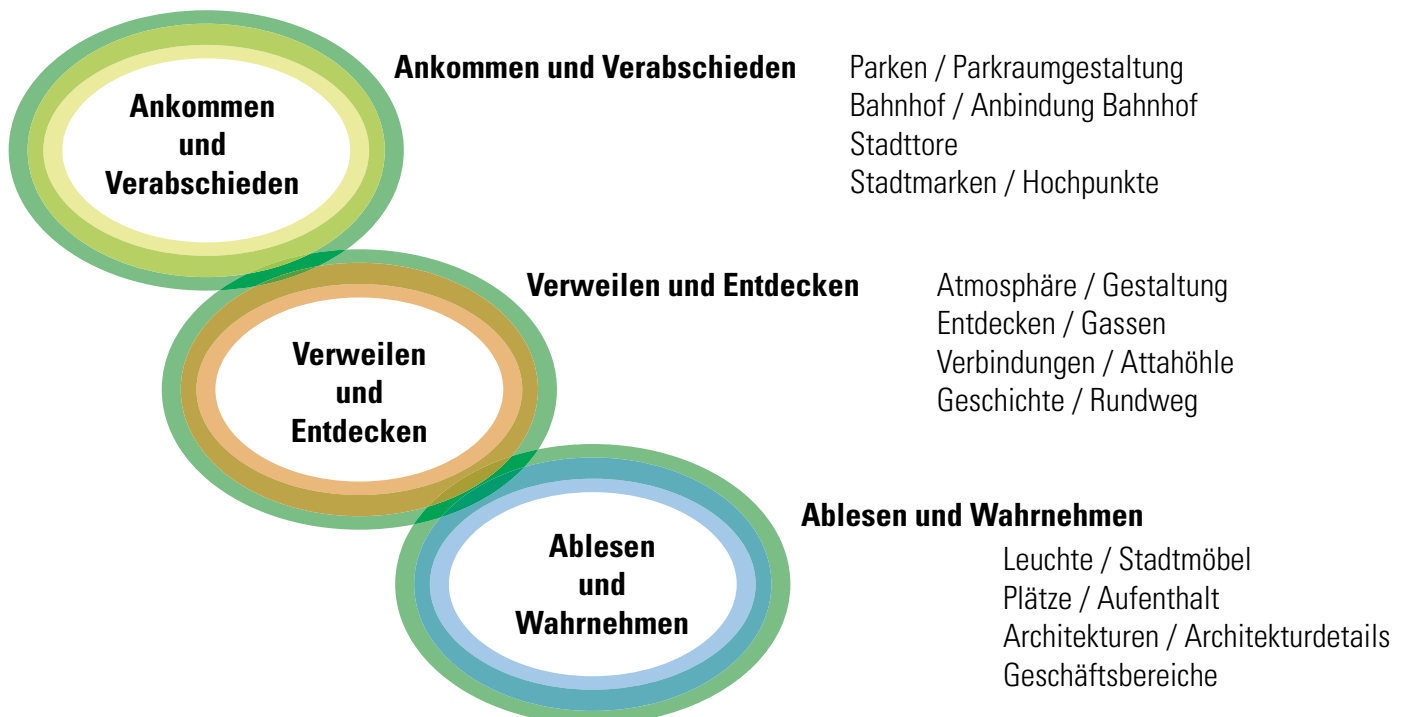 Ankommen
und
Verabschieden
Ankommen und Verabschieden
Parken / Parkraumgestaltung
Bahnhof / Anbindung Bahnhof
Stadttore
Stadtmarken / Hochpunkte
Verweilen
und
Entdecken
Verweilen und Entdecken
Atmosphäre / Gestaltung
Entdecken / Gassen
Verbindungen / Attahöhle
Geschichte / Rundweg
Ablesen
und
Wahrnehmen
Ablesen und Wahrnehmen
Leuchte / Stadtmöbel
Plätze / Aufenthalt
Architekturen / Architekturdetails
Geschäftsbereiche